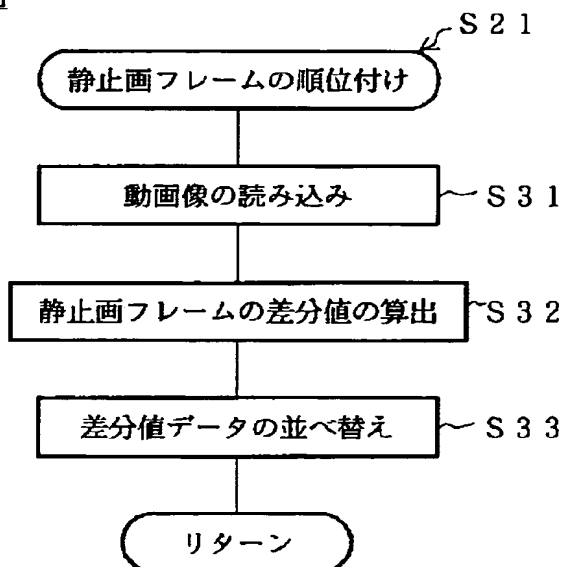 S21
静止画フレームの順位付け
動画像の読み込み S31
静止画フレームの差分値の算出 S32
差分値データの並べ替え S33
リターン